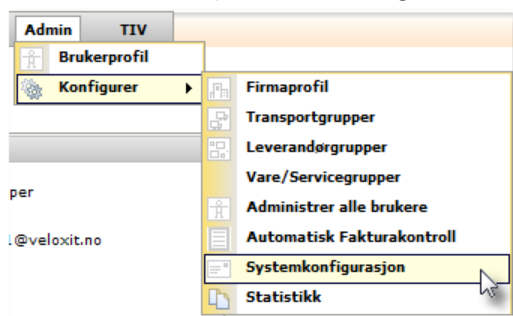 Admin TIV
Brukerprofil
Konfigurer
Firmaprofil
Transportgrupper
Leverandørgrupper
Vare/Servicegrupper
per
Administrer alle brukere
@veloxit.no
Automatisk Fakturakontroll
Systemkonfigurasjon
Statistikk